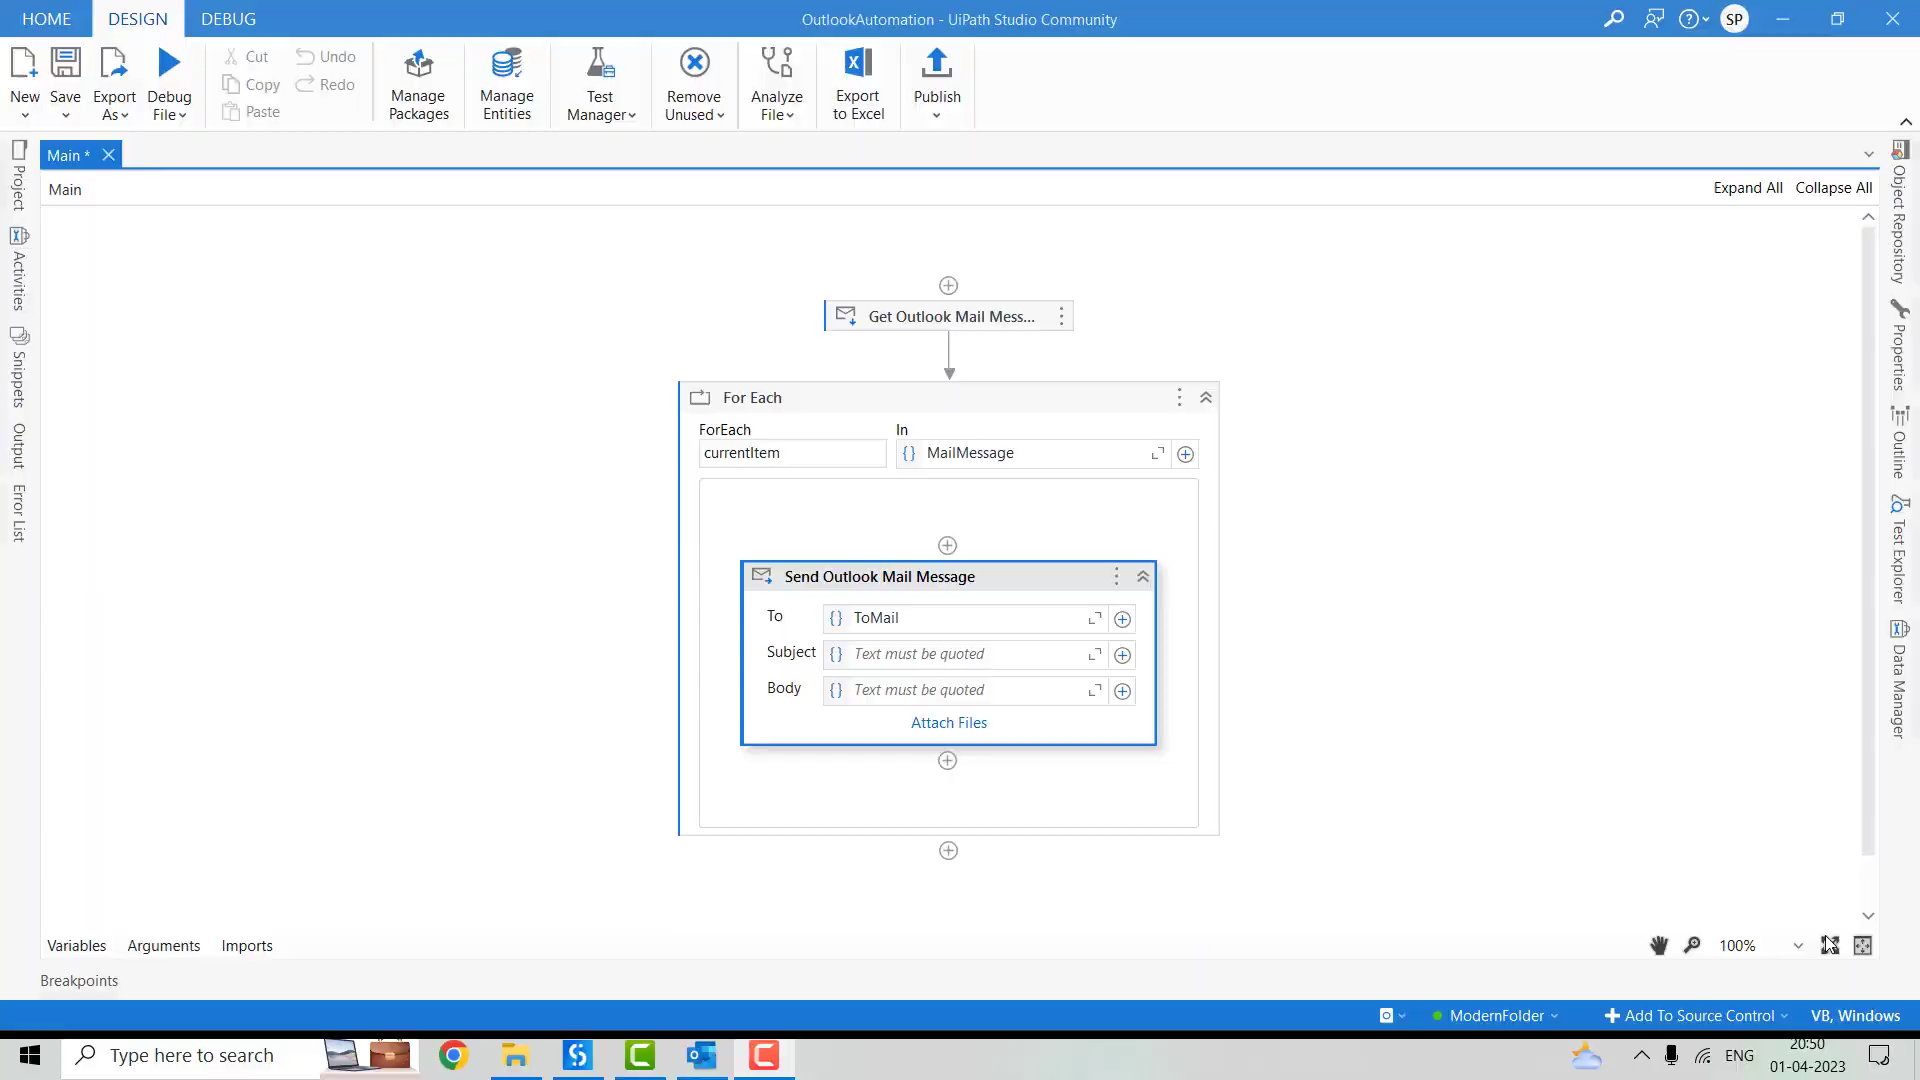 HOME DESIGN DEBUG
OutlookAutomation - UiPath Studio Community
SP
New
Save
Export As
Debug File
Cut
Copy
Paste
Undo
Redo
Manage Packages
Manage Entities
Test Manager
Remove Unused
Analyze File
Export to Excel
Publish
Main *
Main
Expand All Collapse All
Project
Activities
Snippets
Output
Error List
Object Repository
Properties
Outline
Test Explorer
Data Manager
Get Outlook Mail Mess...
For Each
ForEach In
currentItem {} MailMessage
Send Outlook Mail Message
To {} ToMail
Subject {} Text must be quoted
Body {} Text must be quoted
Attach Files
Variables Arguments Imports
100%
Breakpoints
ModernFolder
Add To Source Control
VB, Windows
Type here to search
ENG
20:50
01-04-2023